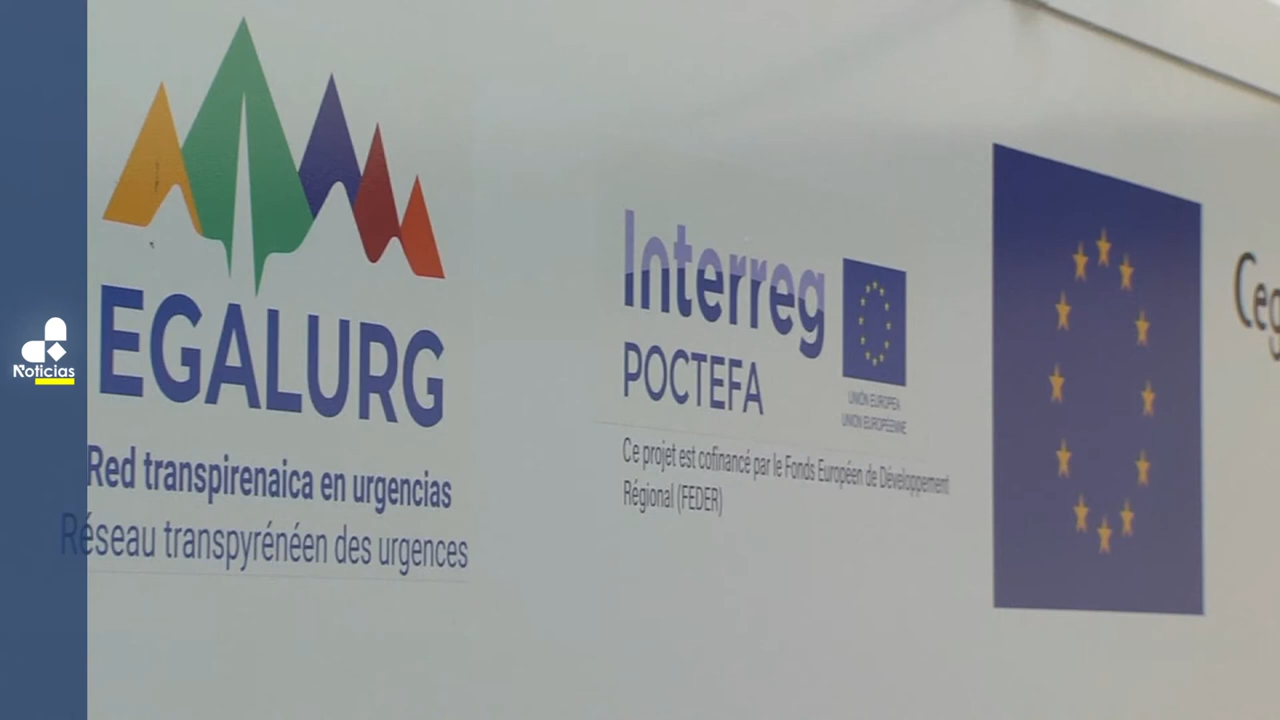 EGALURG
Red transpirenaica en urgencias
Réseau transpyrénéen des urgences
Interreg
POCTEFA
UNIÓN EUROPEA
UNION EUROPÉENNE
Ce projet est cofinancé par le Fonds Européen de Développement
Régional (FEDER)
Ceg
Noticias